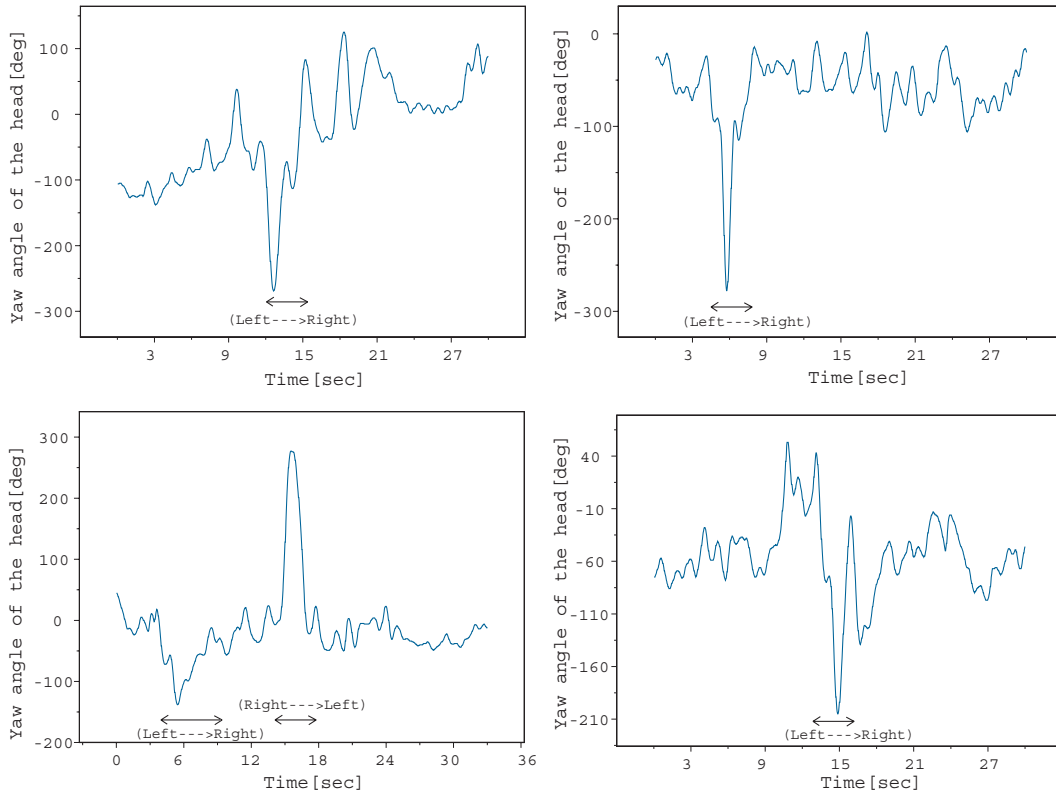 Yaw angle of the head[deg]
100
0
-100
-200
-300
(Left--->Right)
3 9 15 21 27
Time[sec]
Yaw angle of the head[deg]
0
-100
-200
-300
(Left--->Right)
3 9 15 21 27
Time[sec]
Yaw angle of the head[deg]
300
200
100
0
-100
-200
(Right--->Left)
(Left--->Right)
0 6 12 18 24 30 36
Time[sec]
Yaw angle of the head[deg]
40
-10
-60
-110
-160
-210
(Left--->Right)
3 9 15 21 27
Time[sec]